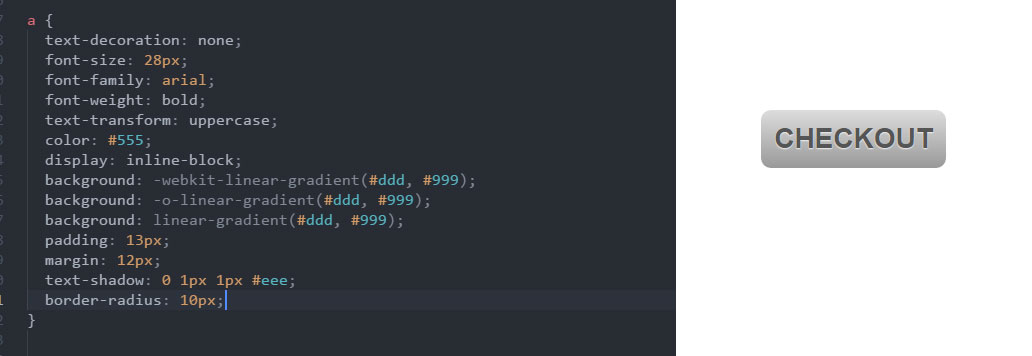 a {
text-decoration: none;
font-size: 28px;
font-family: arial;
font-weight: bold;
text-transform: uppercase;
color: #555;
display: inline-block;
background: -webkit-linear-gradient(#ddd, #999);
background: -o-linear-gradient(#ddd, #999);
background: linear-gradient(#ddd, #999);
padding: 13px;
margin: 12px;
text-shadow: 0 1px 1px #eee;
border-radius: 10px;
}
CHECKOUT